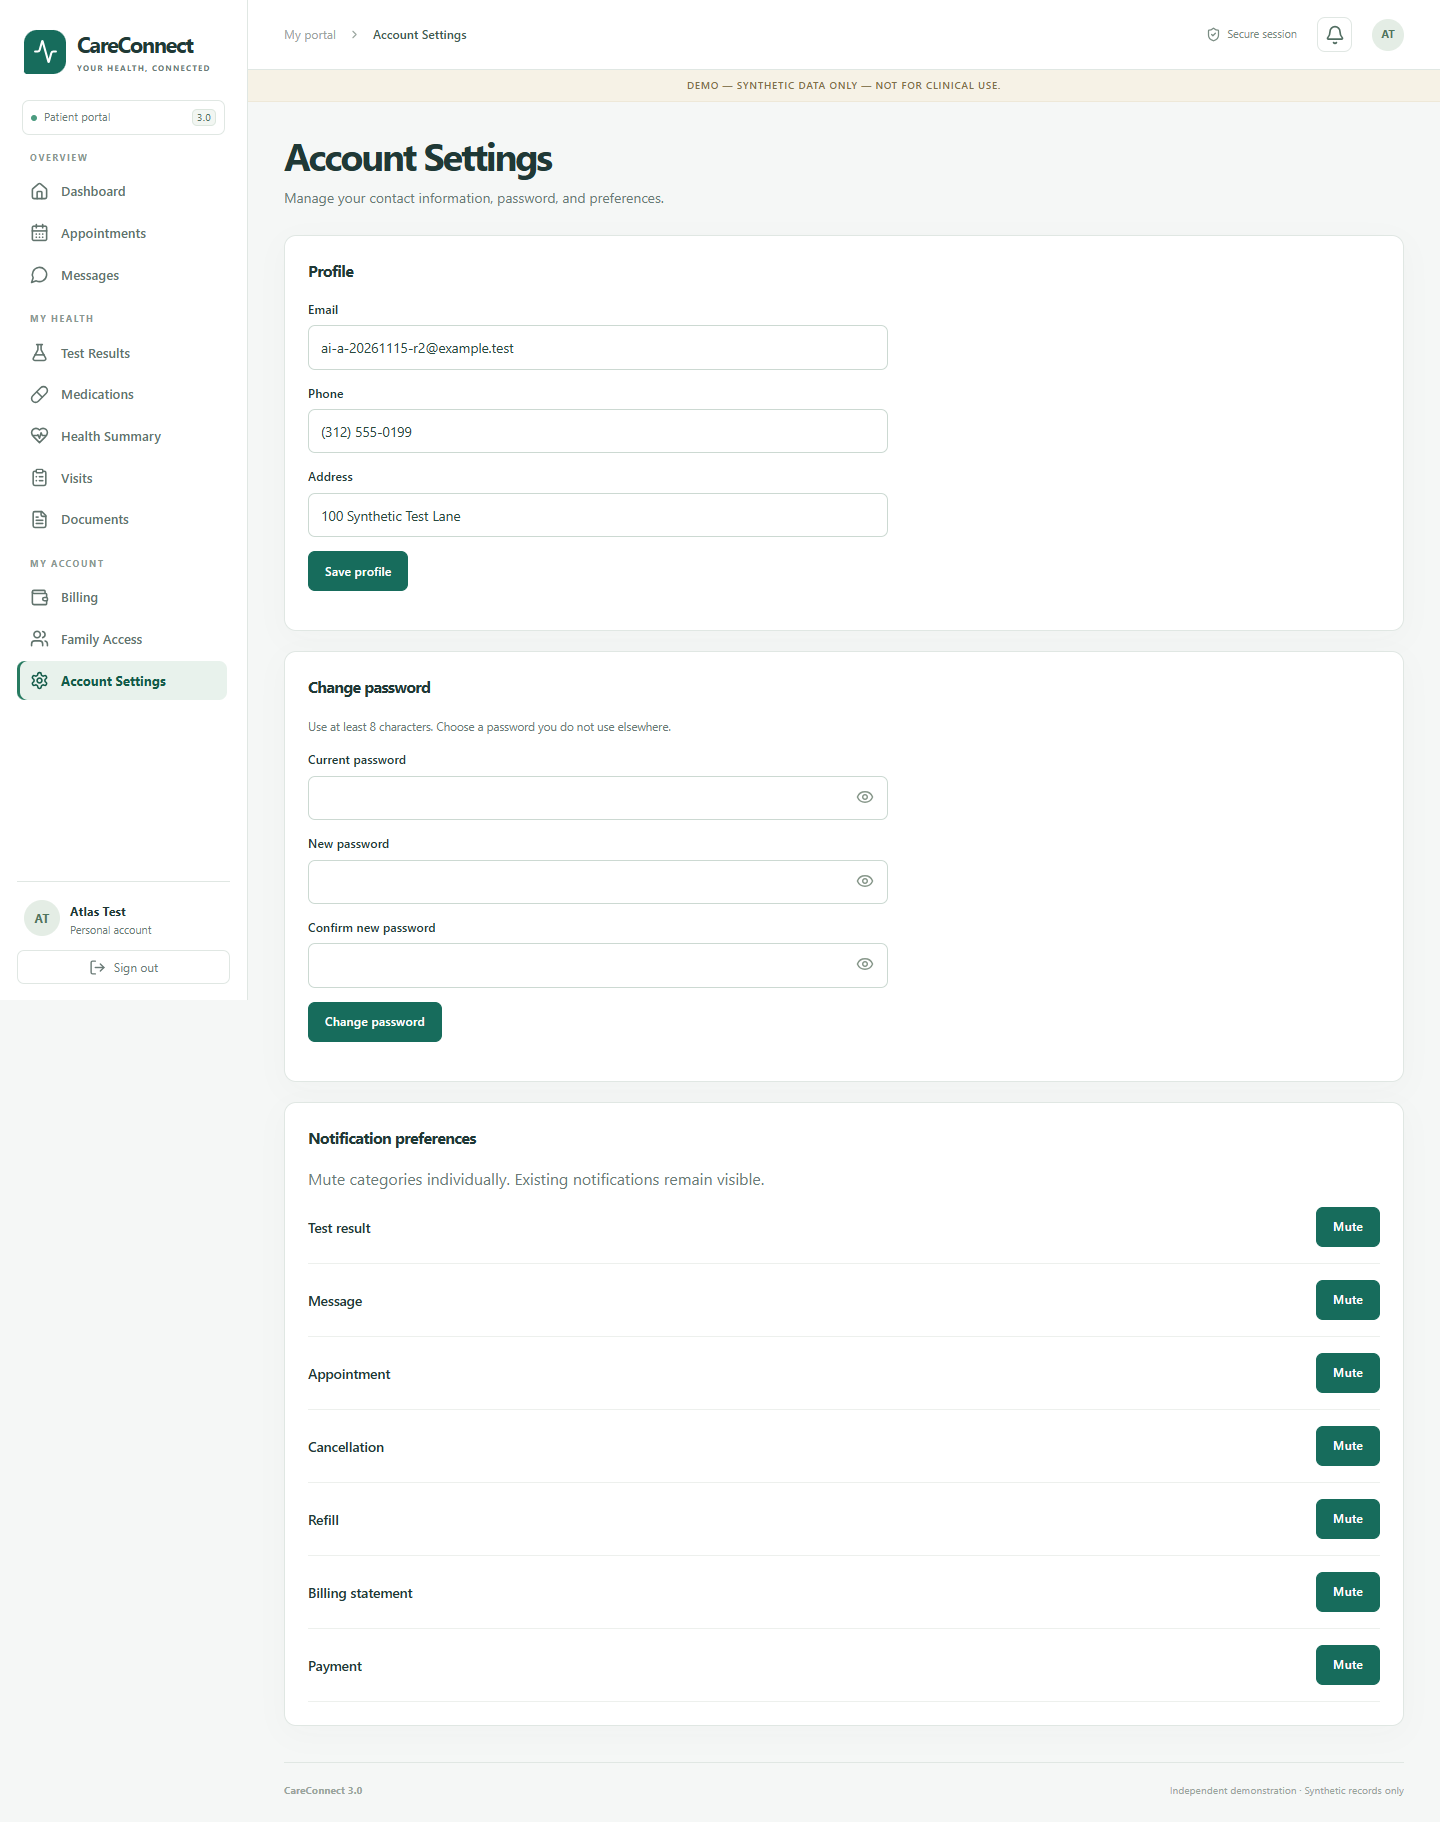 CareConnect
YOUR HEALTH, CONNECTED
Patient portal 3.0
OVERVIEW
Dashboard
Appointments
Messages
MY HEALTH
Test Results
Medications
Health Summary
Visits
Documents
MY ACCOUNT
Billing
Family Access
Account Settings
AT
Atlas Test
Personal account
Sign out
My portal > Account Settings
Secure session
AT
DEMO — SYNTHETIC DATA ONLY — NOT FOR CLINICAL USE.
Account Settings
Manage your contact information, password, and preferences.
Profile
Email
ai-a-20261115-r2@example.test
Phone
(312) 555-0199
Address
100 Synthetic Test Lane
Save profile
Change password
Use at least 8 characters. Choose a password you do not use elsewhere.
Current password
New password
Confirm new password
Change password
Notification preferences
Mute categories individually. Existing notifications remain visible.
Test result Mute
Message Mute
Appointment Mute
Cancellation Mute
Refill Mute
Billing statement Mute
Payment Mute
CareConnect 3.0
Independent demonstration · Synthetic records only